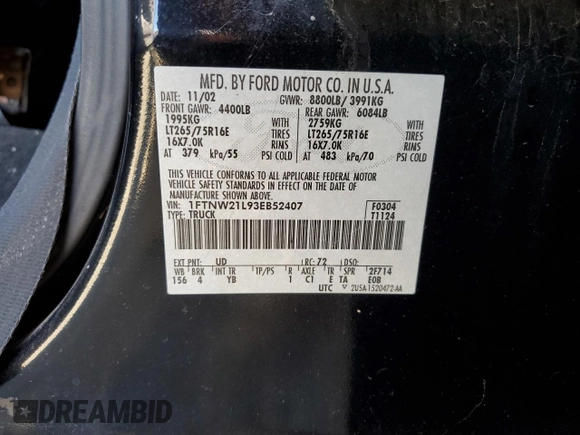 MFD. BY FORD MOTOR CO. IN U.S.A.
DATE: 11/02 GVWR: 8800LB/ 3991KG
FRONT GAWR: 4400LB REAR GAWR: 6084LB
1995KG WITH 2759KG WITH
LT265/75R16E TIRES LT265/75R16E TIRES
16X7.0K RIMS 16X7.0K RIMS
AT 379 kPa/55 PSI COLD AT 483 kPa/70 PSI COLD
THIS VEHICLE CONFORMS TO ALL APPLICABLE FEDERAL MOTOR
VEHICLE SAFETY STANDARDS IN EFFECT ON THE DATE OF
MANUFACTURE SHOWN ABOVE.
VIN: 1FTNW21L93EB52407 F0304
TYPE: TRUCK T1124
EXT PNT: UD RC: 72 DSO:
WB BRK INT TR TP/PS R AXLE TR SPR 2F714
156 4 YB 1 C1 E TA EOB
UTC 2U5A-1520472-AA
DREAMBID